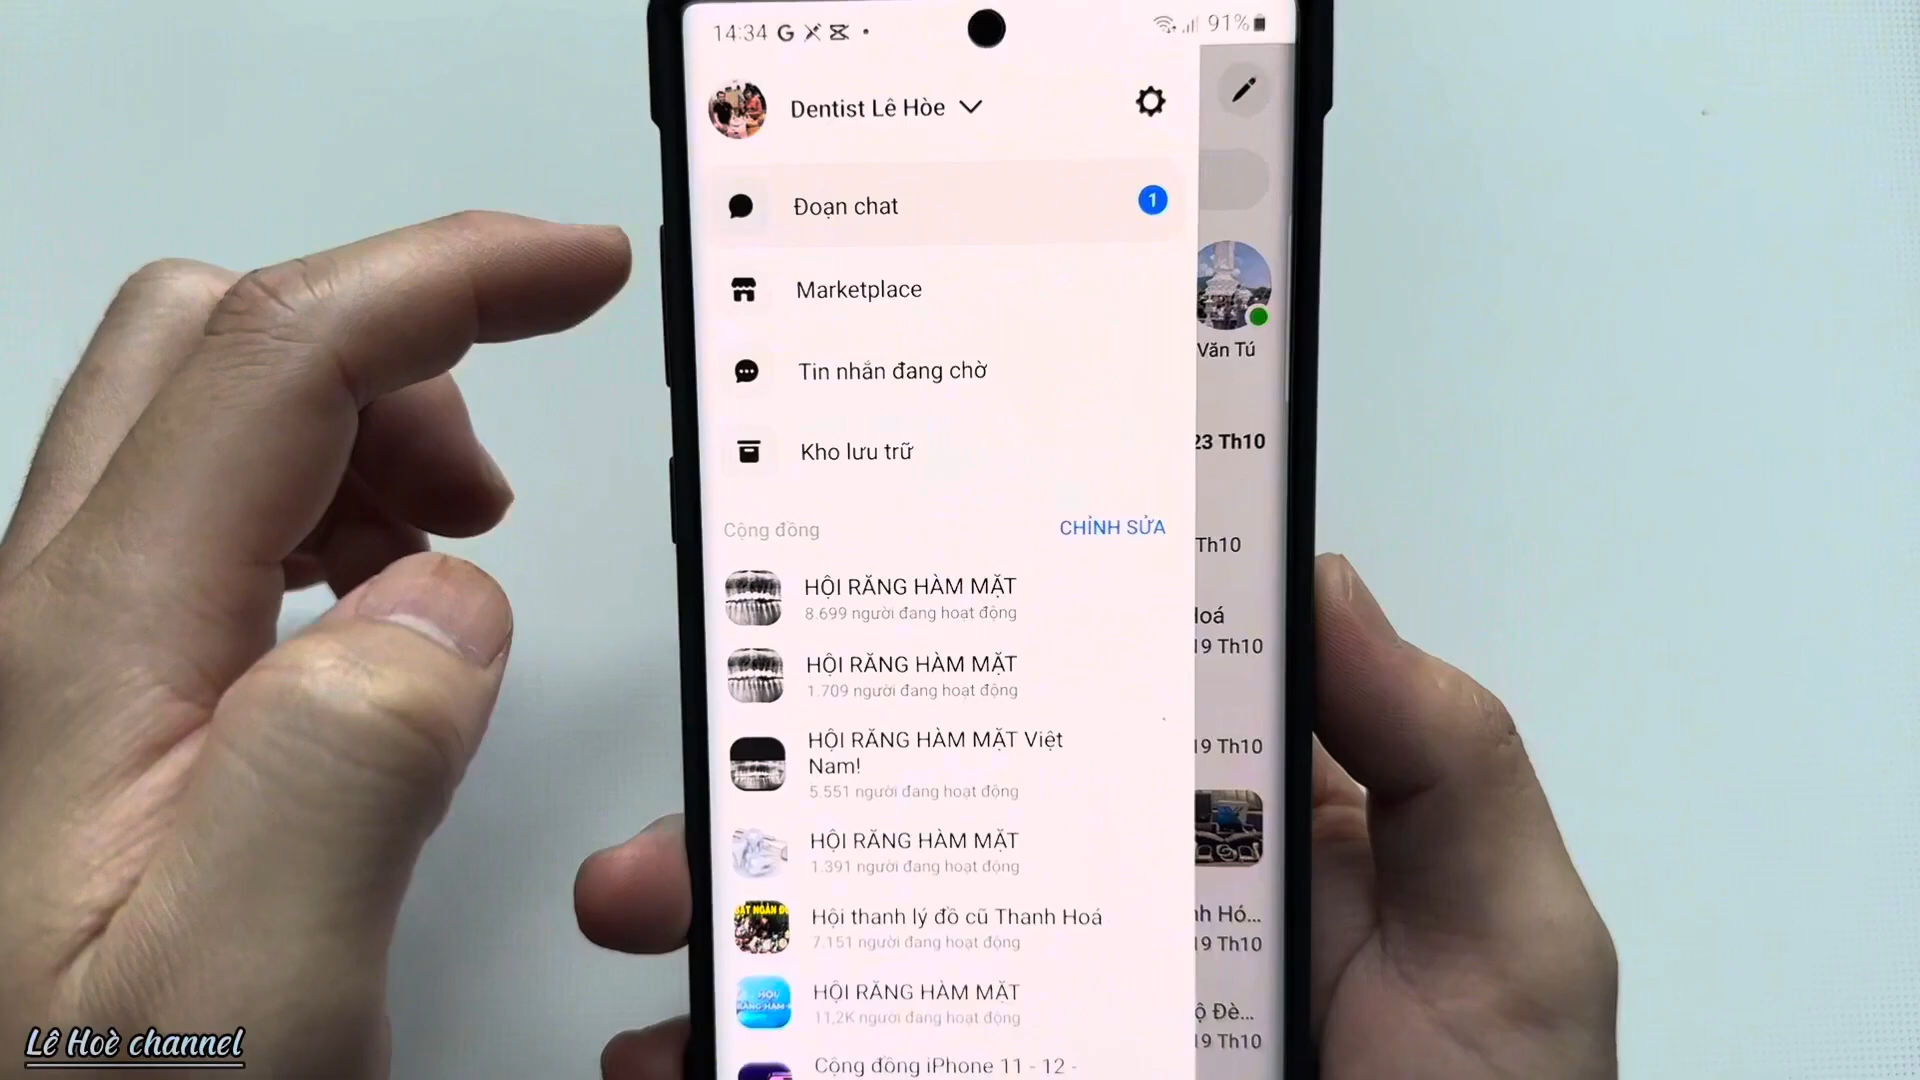 14:34
91%
Dentist Lê Hòe
Đoạn chat
1
Marketplace
Văn Tú
Tin nhắn đang chờ
23 Th10
Kho lưu trữ
Cộng đồng
CHỈNH SỬA
Th10
HỘI RĂNG HÀM MẶT
8.699 người đang hoạt động
19 Th10
HỘI RĂNG HÀM MẶT
1.709 người đang hoạt động
HỘI RĂNG HÀM MẶT Việt
Nam!
19 Th10
5.551 người đang hoạt động
HỘI RĂNG HÀM MẶT
1.391 người đang hoạt động
Hội thanh lý đồ cũ Thanh Hoá
7.151 người đang hoạt động
19 Th10
HỘI RĂNG HÀM MẶT
11,2K người đang hoạt động
19 Th10
Cộng đồng iPhone 11 - 12 -
Lê Hoè channel